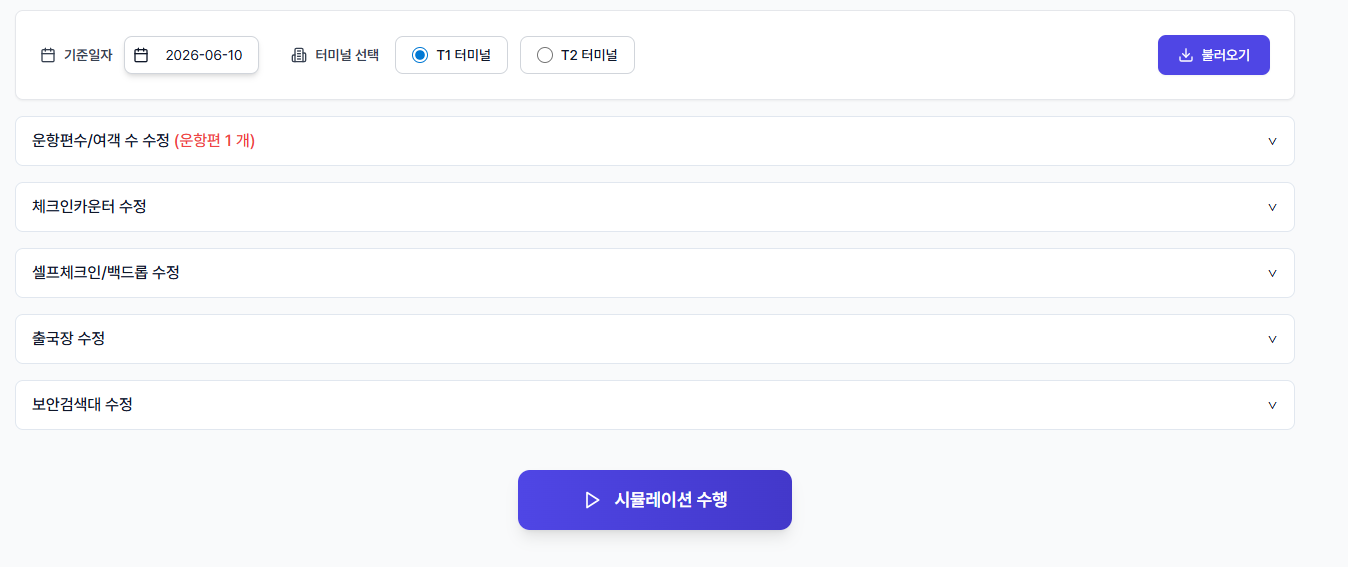 기준일자 2026-06-10 터미널 선택 T1 터미널 T2 터미널 불러오기
운항편수/여객 수 수정 (운항편 1 개)
체크인카운터 수정
셀프체크인/백드롭 수정
출국장 수정
보안검색대 수정
시뮬레이션 수행